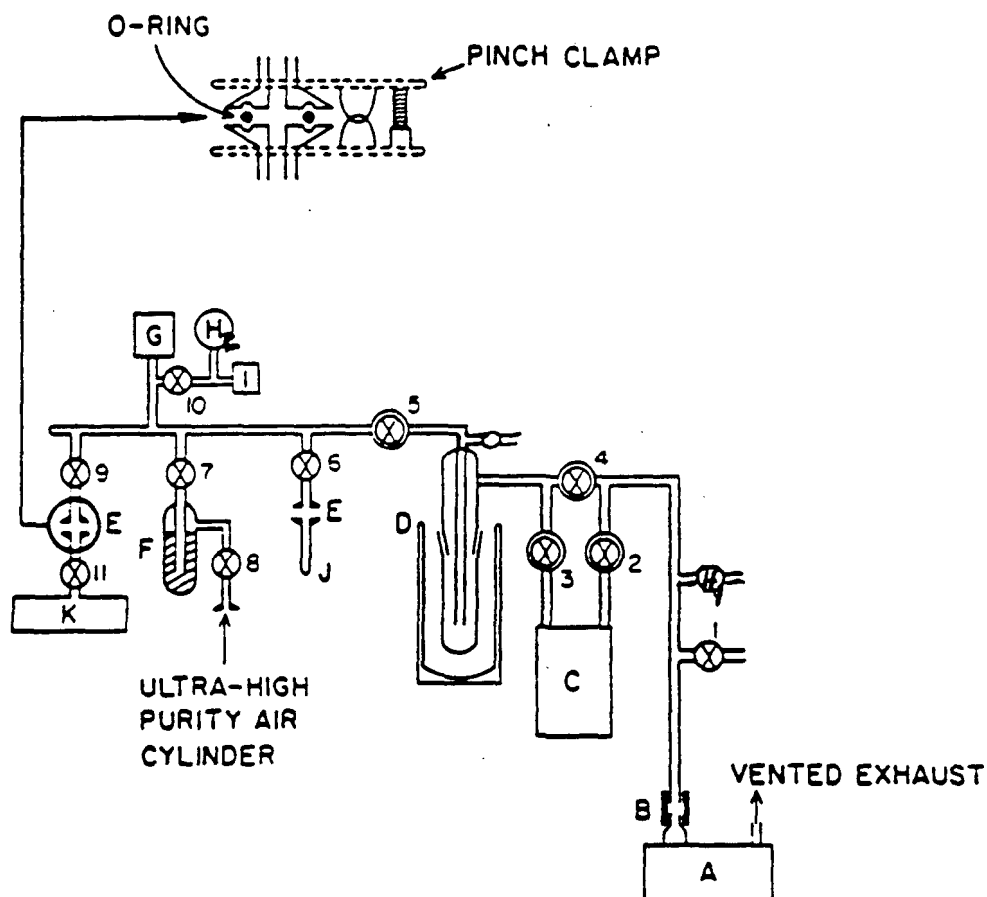 O-RING
PINCH CLAMP
G
H
I
10
5
9
7
6
4
E
E
D
F
8
3
2
11
J
K
C
1
ULTRA-HIGH
PURITY AIR
CYLINDER
VENTED EXHAUST
B
A